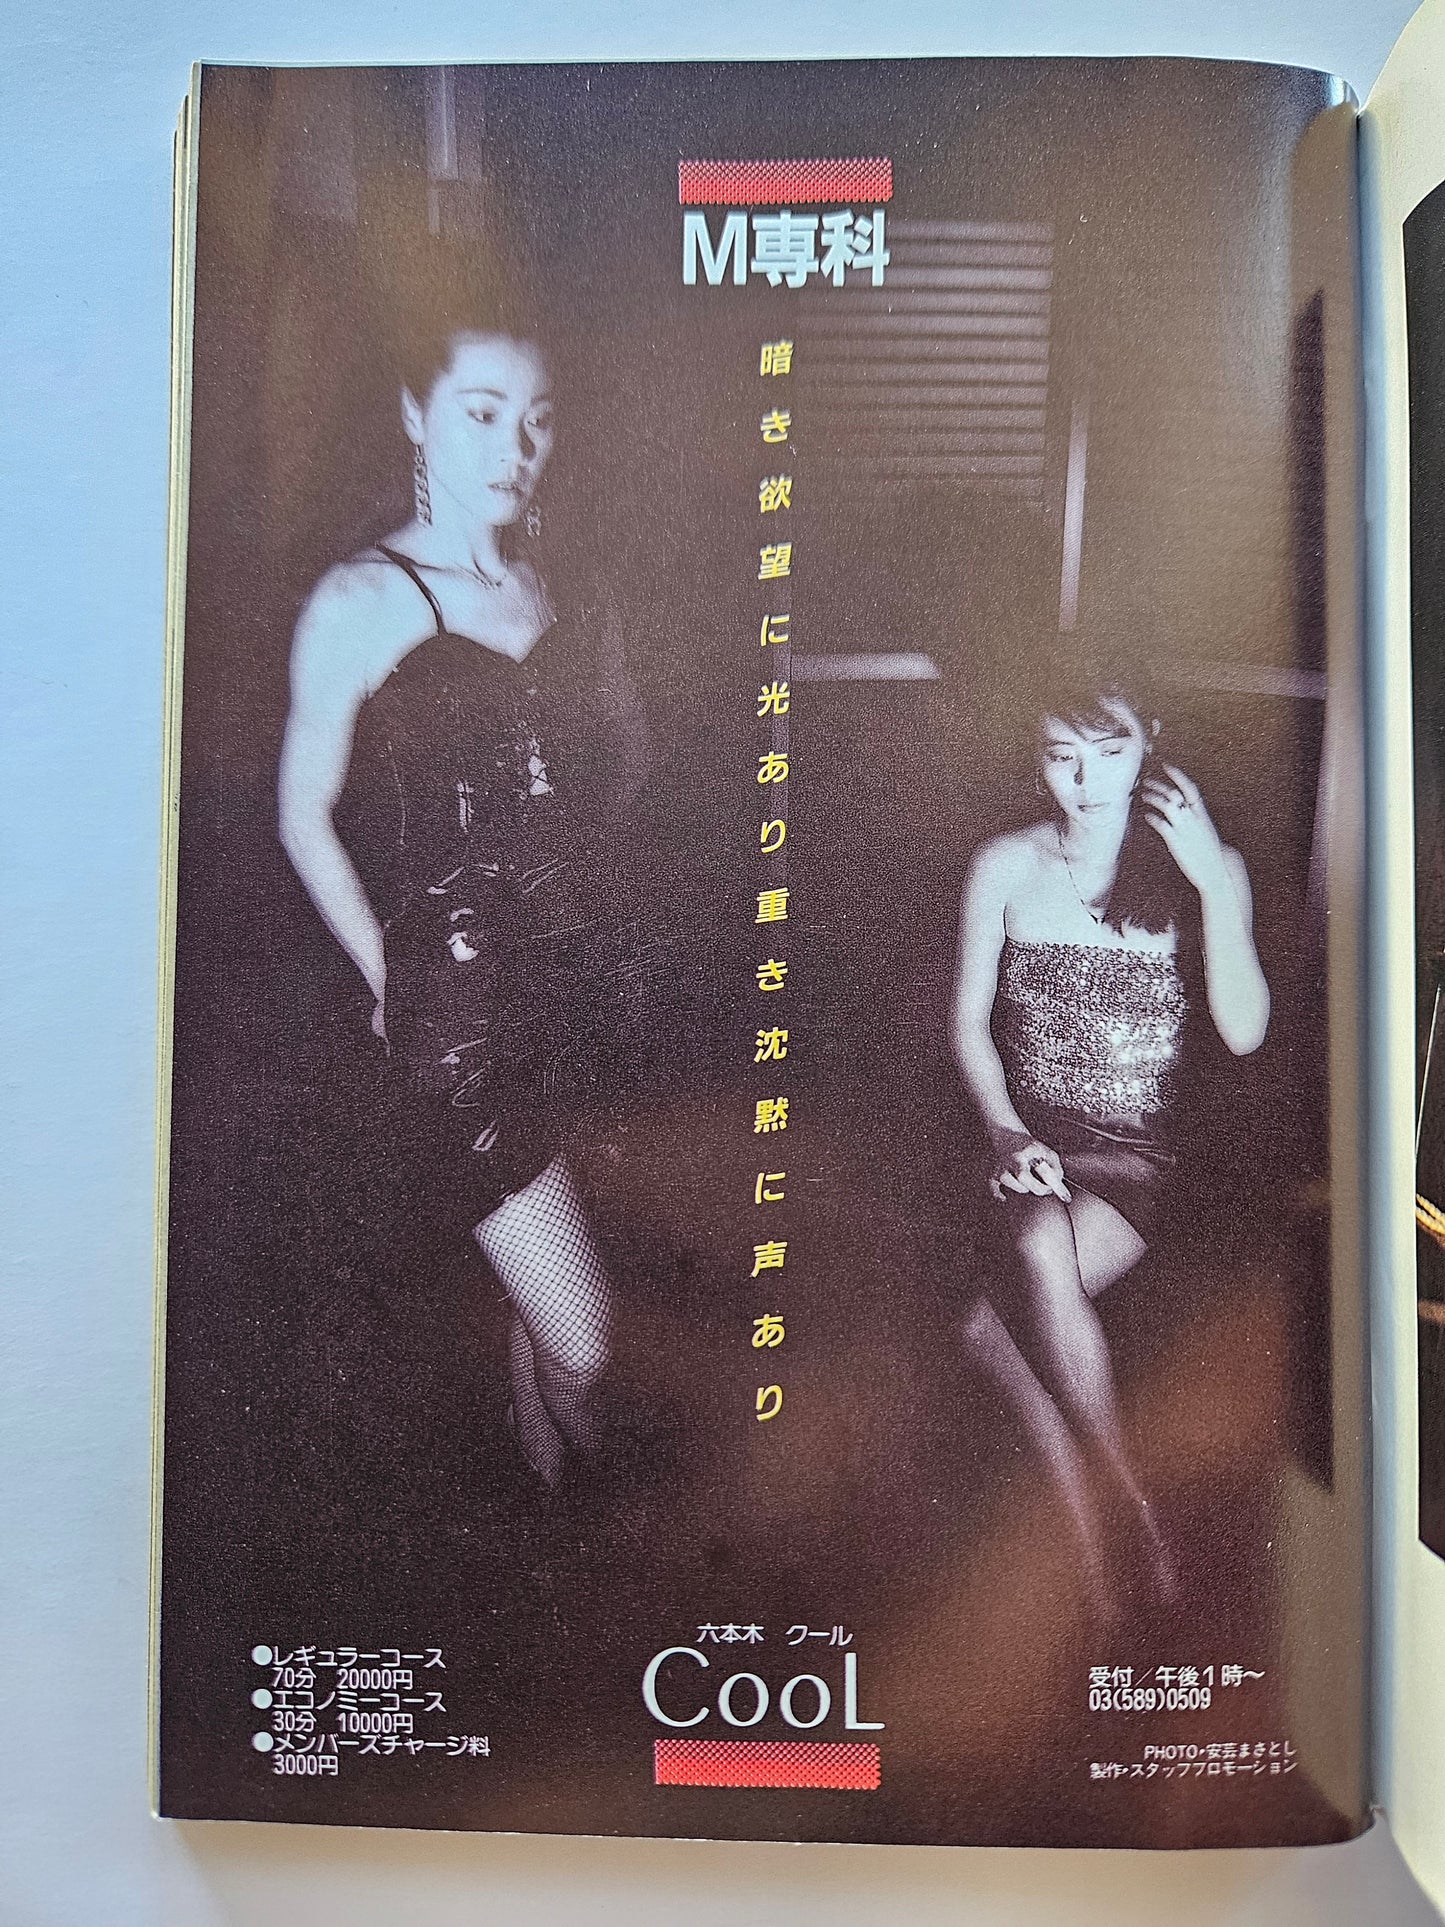 M専科
暗き欲望に光あり重き沈黙に声あり
六本木 クール
CooL
●レギュラーコース
70分 20000円
●エコノミーコース
30分 10000円
●メンバーズチャージ料
3000円
受付／午後1時〜
03(589)0509
PHOTO・安芸まさとし
製作・スタッフプロモーション